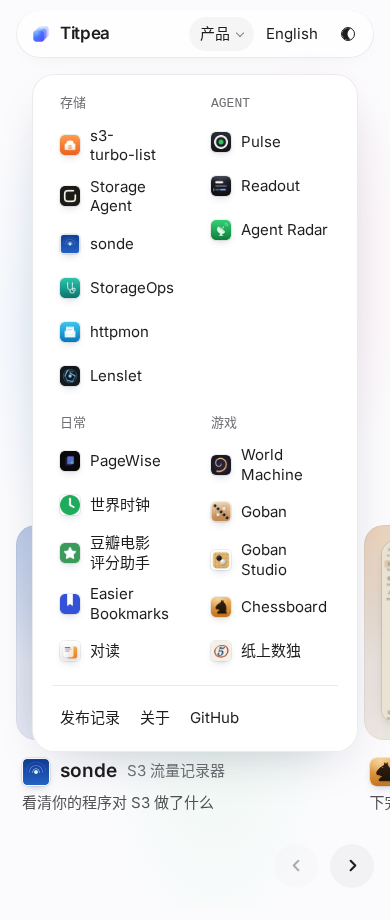 Titpea
产品
English
存储
s3-
turbo-list
Storage
Agent
sonde
StorageOps
httpmon
Lenslet
AGENT
Pulse
Readout
Agent Radar
日常
PageWise
世界时钟
豆瓣电影
评分助手
Easier
Bookmarks
对读
游戏
World
Machine
Goban
Goban
Studio
Chessboard
纸上数独
发布记录
关于
GitHub
sonde S3 流量记录器
看清你的程序对 S3 做了什么